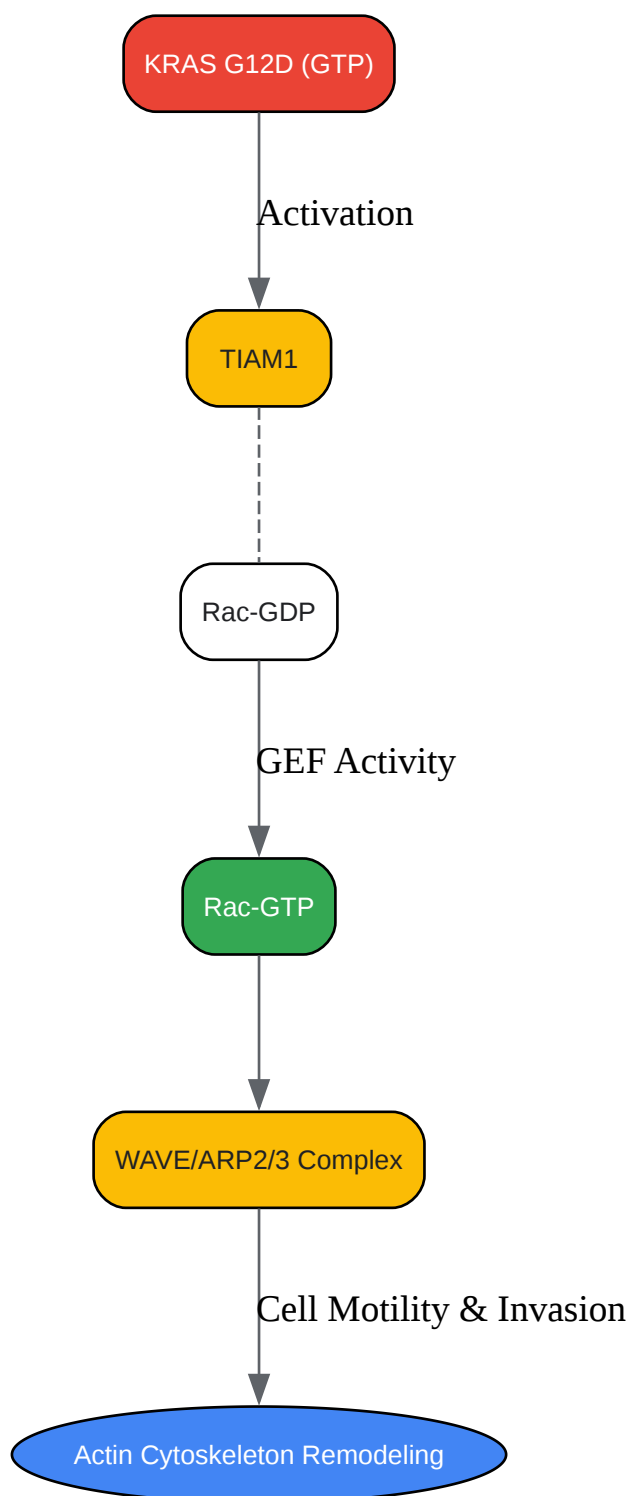 KRAS G12D (GTP)
Activation
TIAM1
Rac-GDP
GEF Activity
Rac-GTP
WAVE/ARP2/3 Complex
Cell Motility & Invasion
Actin Cytoskeleton Remodeling